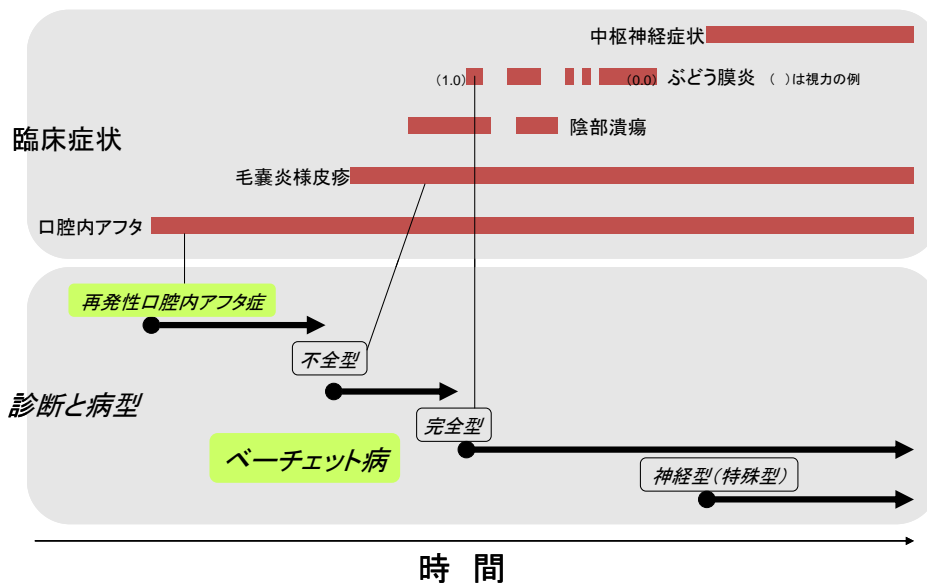 中枢神経症状
(1.0)
(0.0)
ぶどう膜炎 ( )は視力の例
陰部潰瘍
臨床症状
毛嚢炎様皮疹
口腔内アフタ
再発性口腔内アフタ症
不全型
診断と病型
完全型
ベーチェット病
神経型(特殊型)
時 間